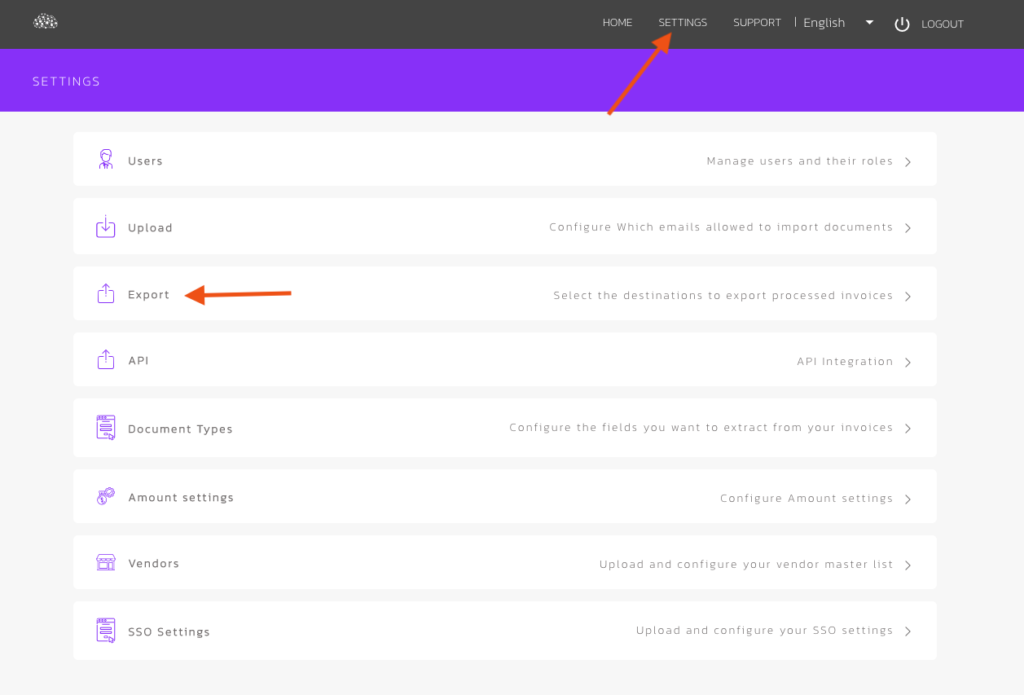 HOME SETTINGS SUPPORT | English LOGOUT
SETTINGS
Users Manage users and their roles
Upload Configure Which emails allowed to import documents
Export Select the destinations to export processed invoices
API API Integration
Document Types Configure the fields you want to extract from your invoices
Amount settings Configure Amount settings
Vendors Upload and configure your vendor master list
SSO Settings Upload and configure your SSO settings